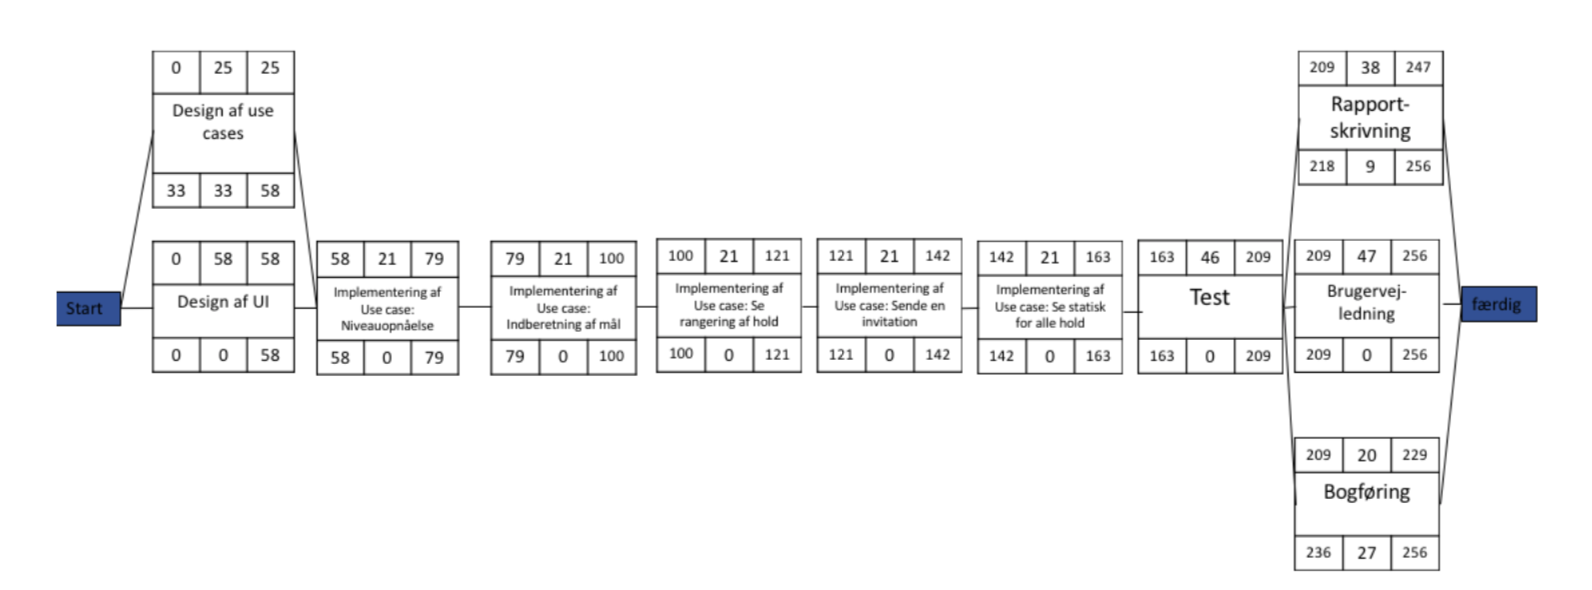 Start
0 25 25
Design af use
cases
33 33 58
0 58 58
Design af UI
0 0 58
58 21 79
Implementering af
Use case:
Niveauopnåelse
58 0 79
79 21 100
Implementering af
Use case:
Indberetning af mål
79 0 100
100 21 121
Implementering af
Use case: Se
rangering af hold
100 0 121
121 21 142
Implementering af
Use case: Sende en
invitation
121 0 142
142 21 163
Implementering af
Use case: Se statisk
for alle hold
142 0 163
163 46 209
Test
163 0 209
209 38 247
Rapport-
skrivning
218 9 256
209 47 256
Brugervej-
ledning
209 0 256
209 20 229
Bogføring
236 27 256
færdig